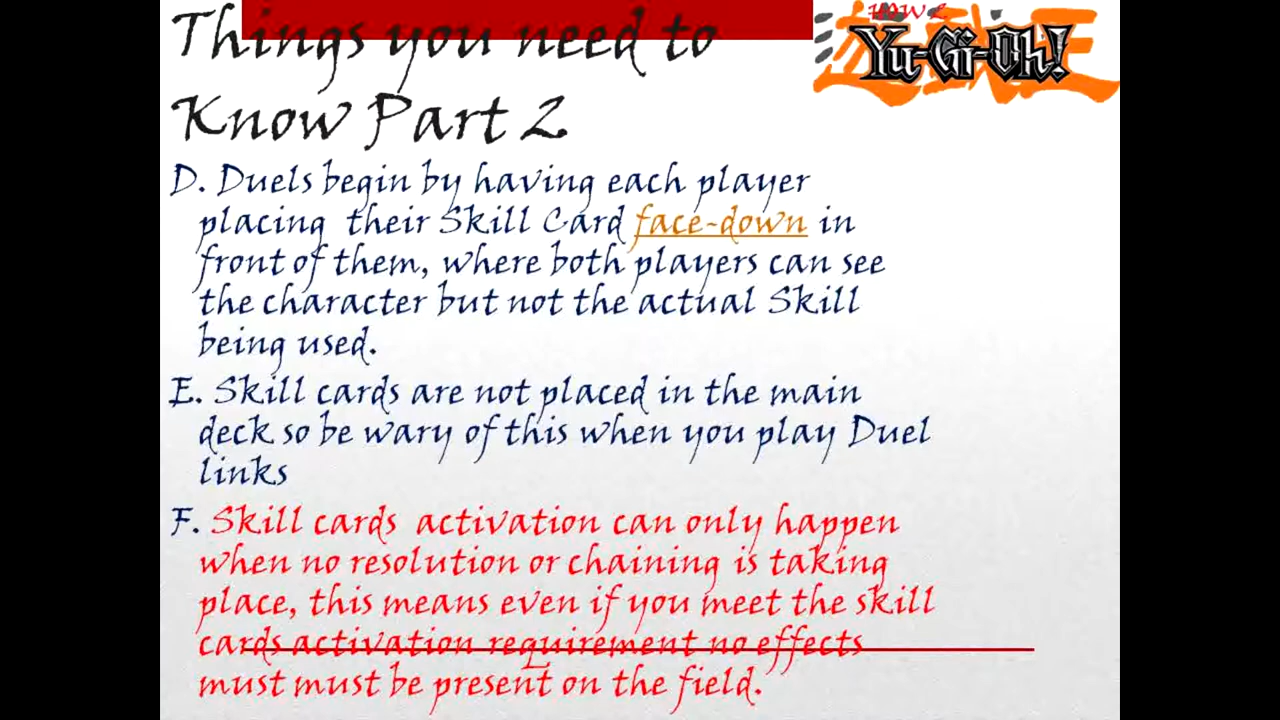 HOW 2
Yu-Gi-Oh!
Things you need to
Know Part 2
D. Duels begin by having each player
placing their Skill Card face-down in
front of them, where both players can see
the character but not the actual Skill
being used.
E. Skill cards are not placed in the main
deck so be wary of this when you play Duel
links
F. Skill cards activation can only happen
when no resolution or chaining is taking
place, this means even if you meet the skill
cards activation requirement no effects
must must be present on the field.